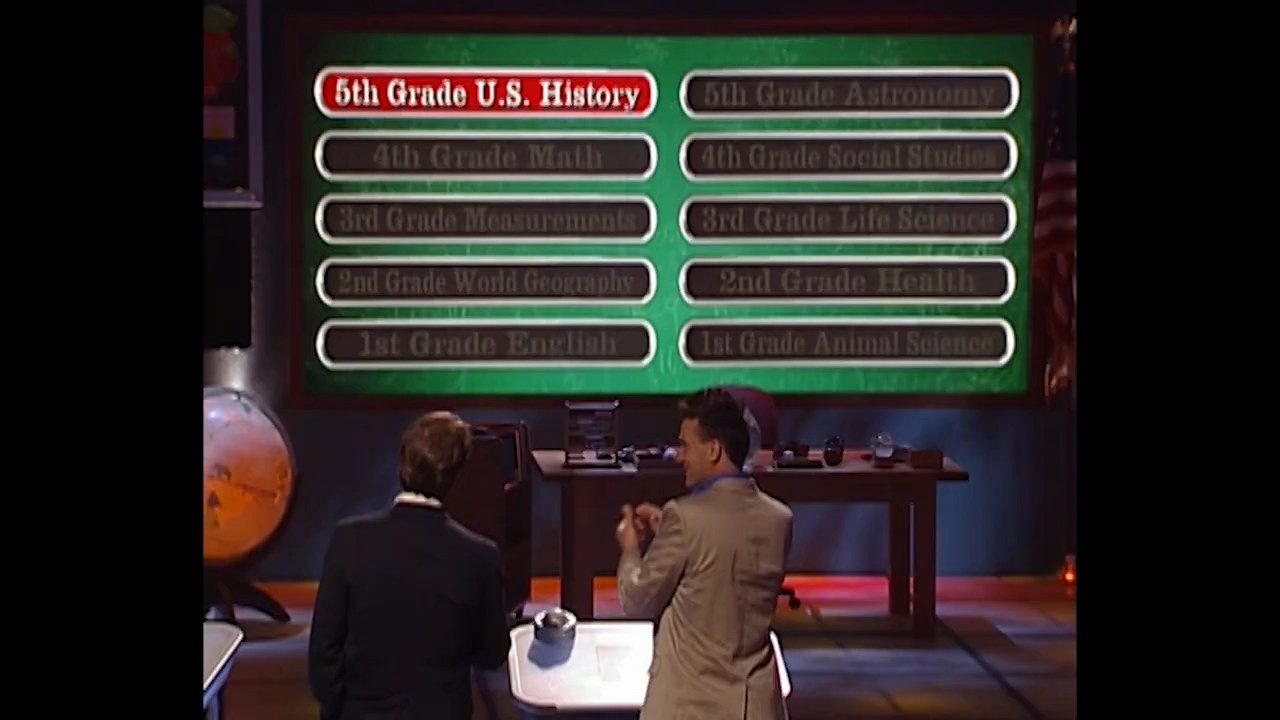 5th Grade U.S. History
5th Grade Astronomy
4th Grade Math
4th Grade Social Studies
3rd Grade Measurements
3rd Grade Life Science
2nd Grade World Geography
2nd Grade Health
1st Grade English
1st Grade Animal Science